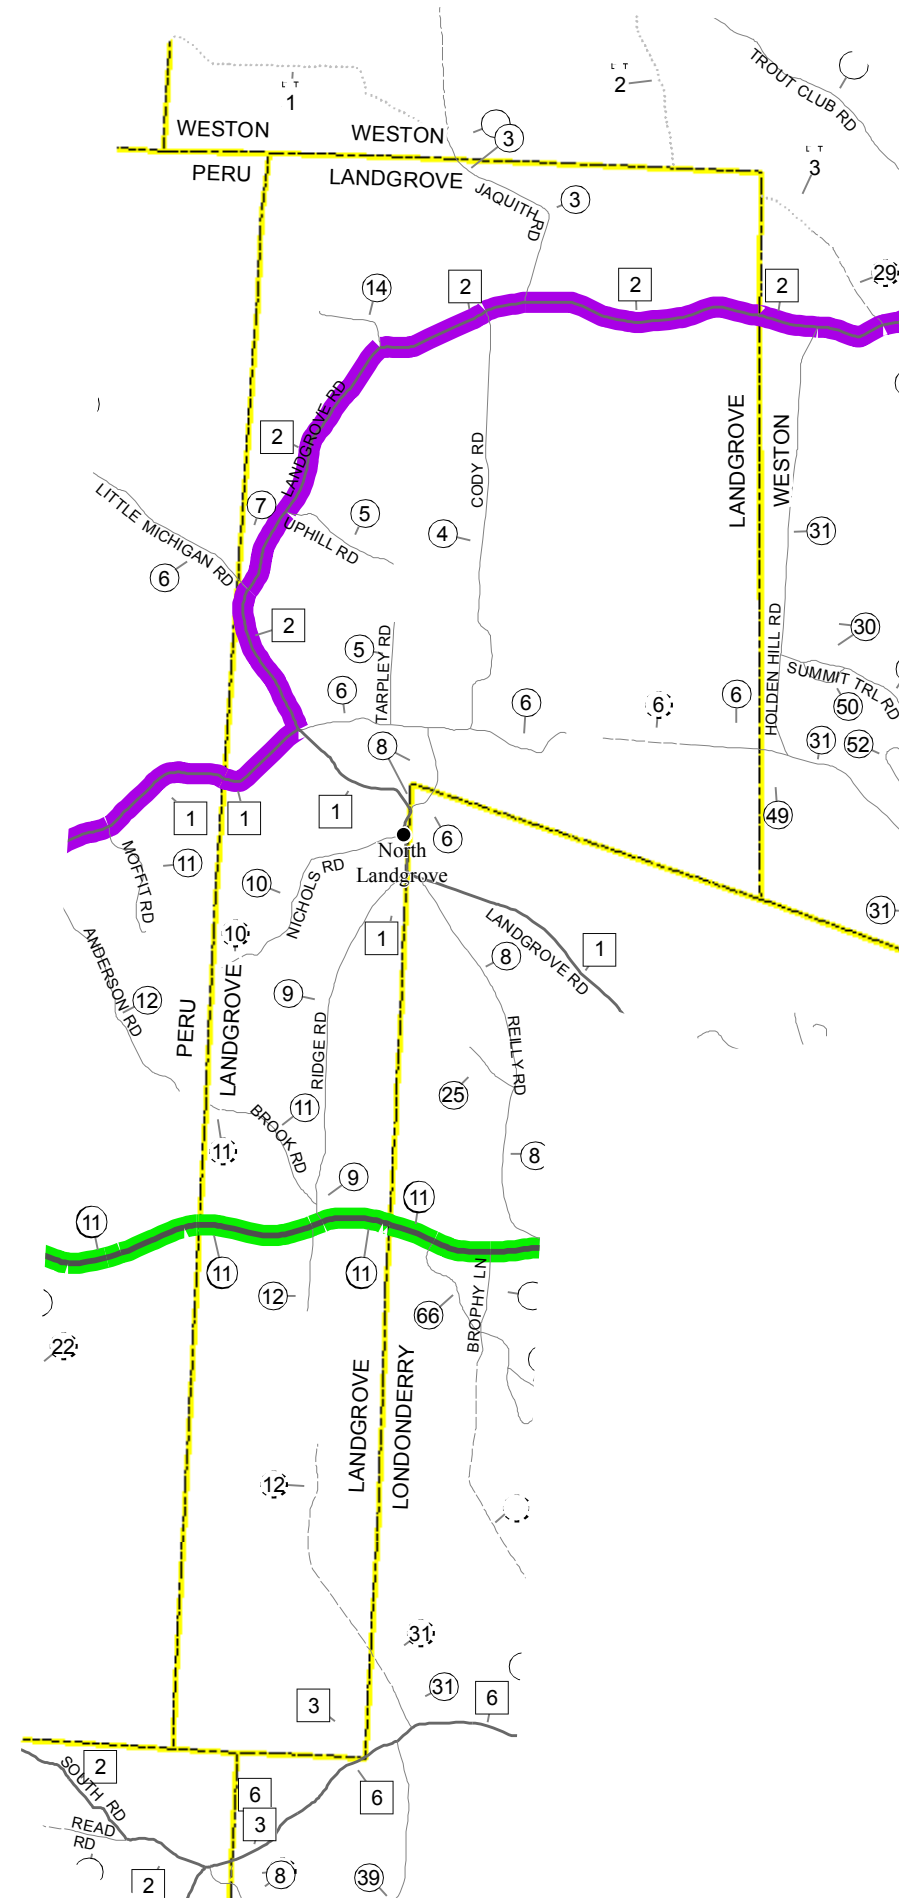 L T
1
L T
2
TROUT CLUB RD
WESTON
WESTON
3
L T
3
PERU
LANDGROVE
JAQUITH
RD
3
29
14
2
2
2
LANDGROVE RD
2
CODY RD
LANDGROVE
WESTON
LITTLE MICHIGAN RD
7
UPHILL RD
5
4
31
6
2
5
TARPLEY RD
HOLDEN HILL RD
30
SUMMIT TRL RD
50
6
6
6
6
8
31
52
1
1
1
6
49
North
Landgrove
MOFFIT RD
11
10
NICHOLS RD
31
10
1
LANDGROVE RD
1
8
ANDERSON RD
12
PERU
LANDGROVE
9
RIDGE RD
REILLY RD
25
BROOK RD
11
11
8
9
11
11
11
11
12
66
BROPHY LN
22
LANDGROVE
LONDONDERRY
12
31
31
3
6
2
SOUTH RD
6
6
READ
RD
3
2
8
39